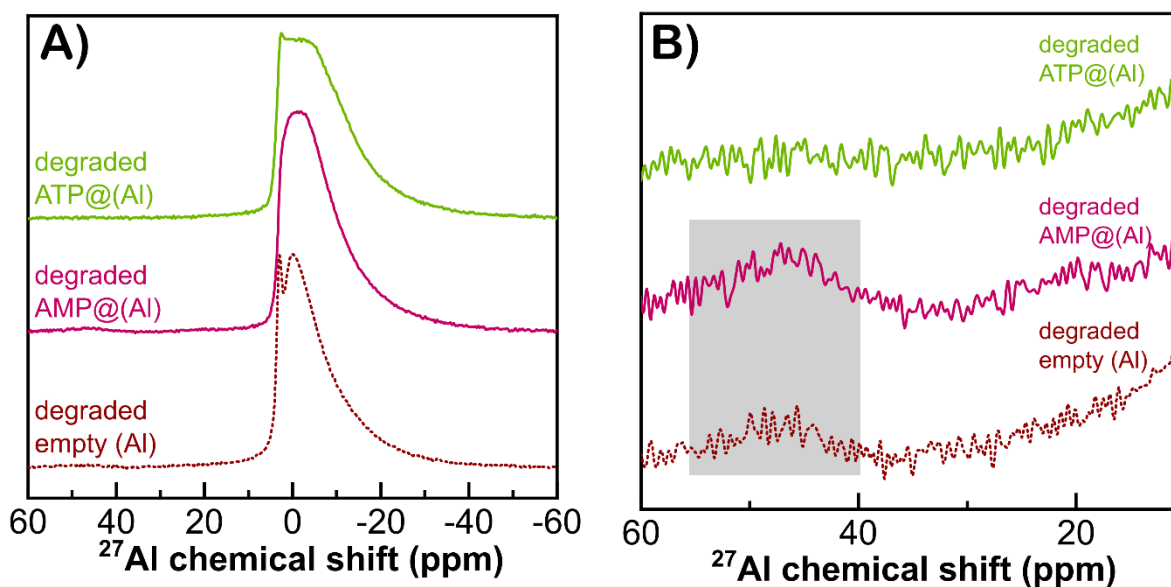 A)
degraded
ATP@(Al)
degraded
AMP@(Al)
degraded
empty (Al)
60 40 20 0 -20 -40 -60
²⁷Al chemical shift (ppm)
B)
degraded
ATP@(Al)
degraded
AMP@(Al)
degraded
empty (Al)
60 40 20
²⁷Al chemical shift (ppm)